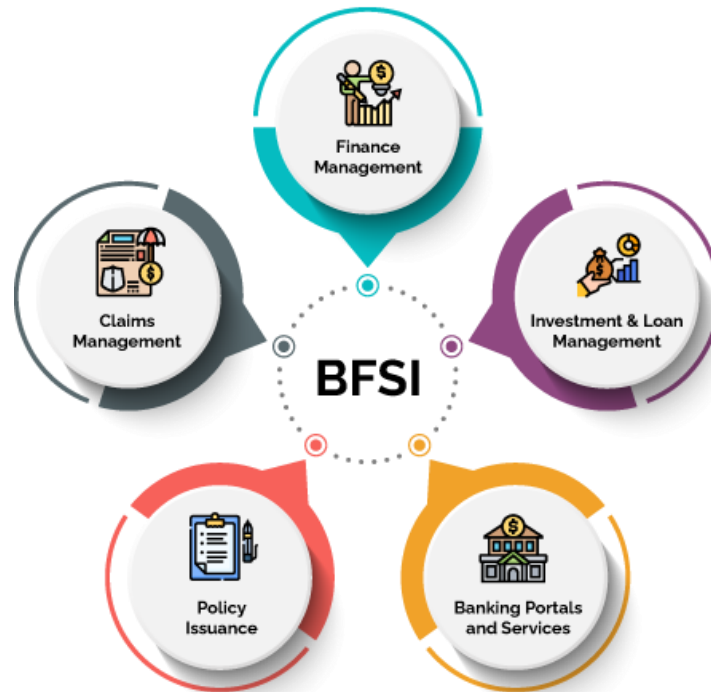 Finance
Management
Claims
Management
Investment & Loan
Management
BFSI
Policy
Issuance
Banking Portals
and Services